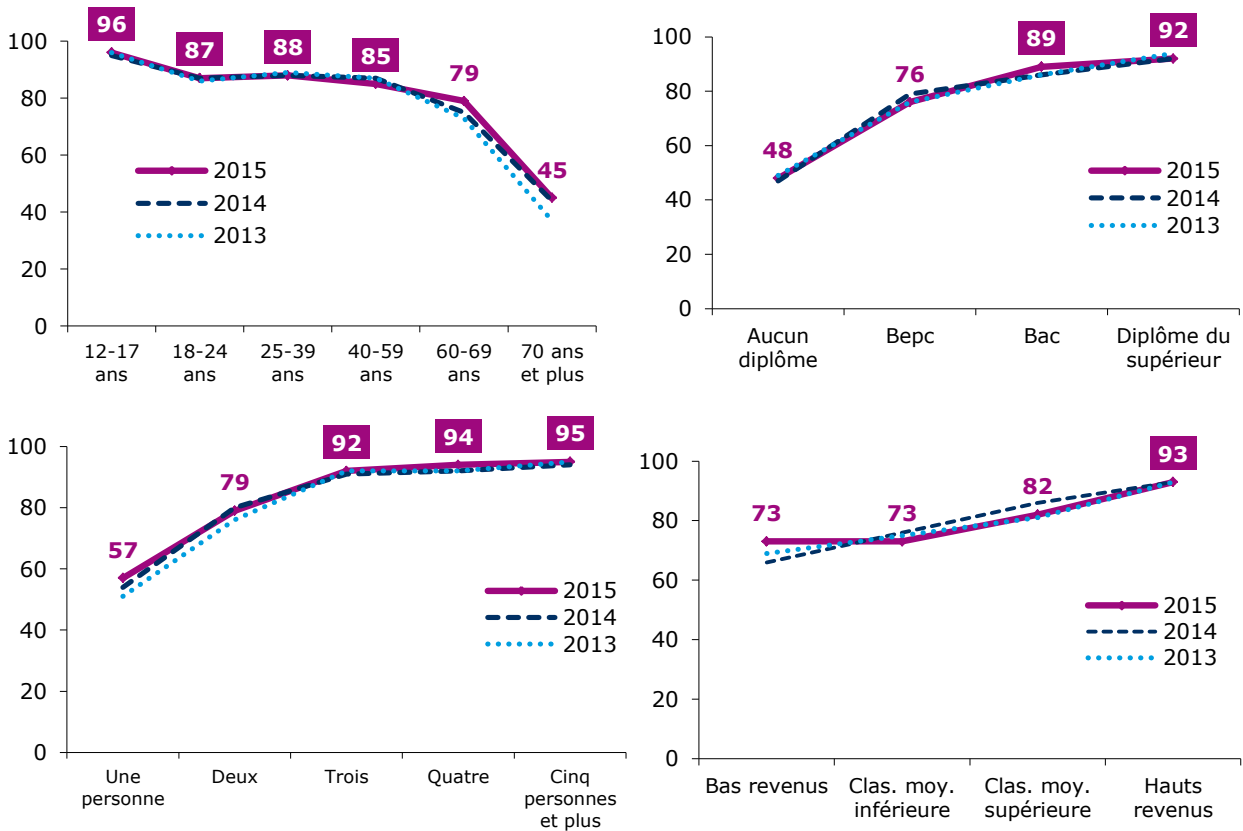 96
87
88
85
79
45
100
80
60
40
20
0
2015
2014
2013
12-17
ans
18-24
ans
25-39
ans
40-59
ans
60-69
ans
70 ans
et plus
48
76
89
92
100
80
60
40
20
0
2015
2014
2013
Aucun
diplôme
Bepc
Bac
Diplôme du
supérieur
57
79
92
94
95
100
80
60
40
20
0
2015
2014
2013
Une
personne
Deux
Trois
Quatre
Cinq
personnes
et plus
73
73
82
93
100
80
60
40
20
0
2015
2014
2013
Bas revenus
Clas. moy.
inférieure
Clas. moy.
supérieure
Hauts
revenus